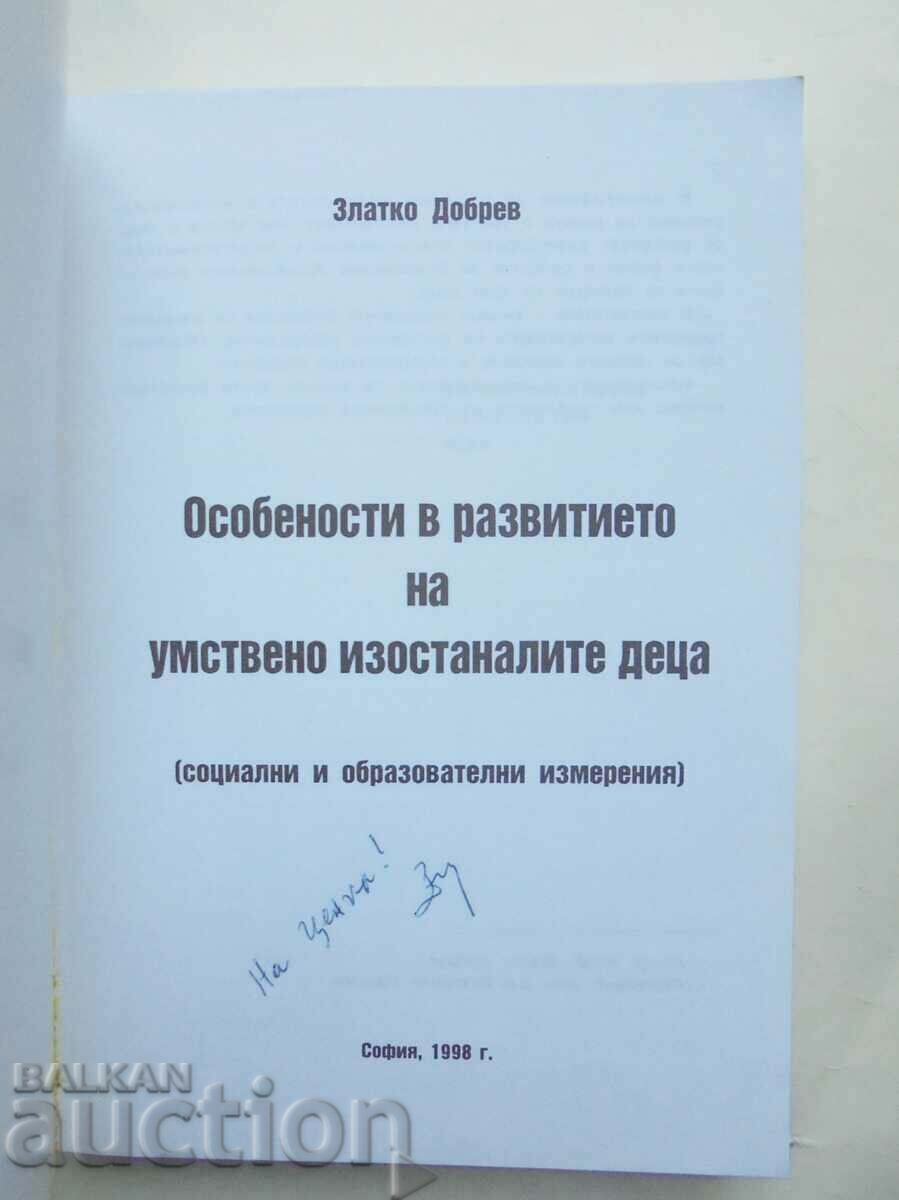 Златко Добрев
Особености в развитието
на
умствено изостаналите деца
(социални и образователни измерения)
На Ценка!
София, 1998 г.
BALKAN
auction